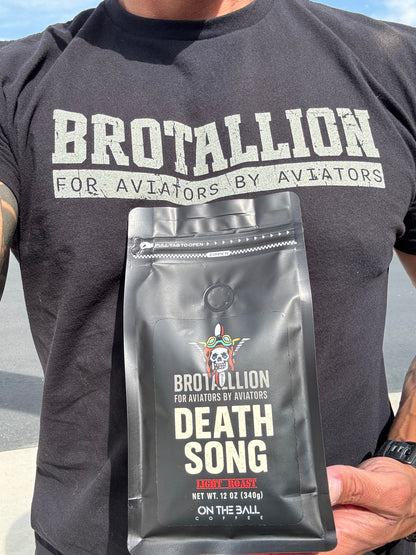 BROTALLION
FOR AVIATORS BY AVIATORS
PULL TAB TO OPEN
BROTALLION
FOR AVIATORS BY AVIATORS
DEATH
SONG
LIGHT ROAST
NET WT. 12 OZ (340g)
ON THE BALL
COFFEE